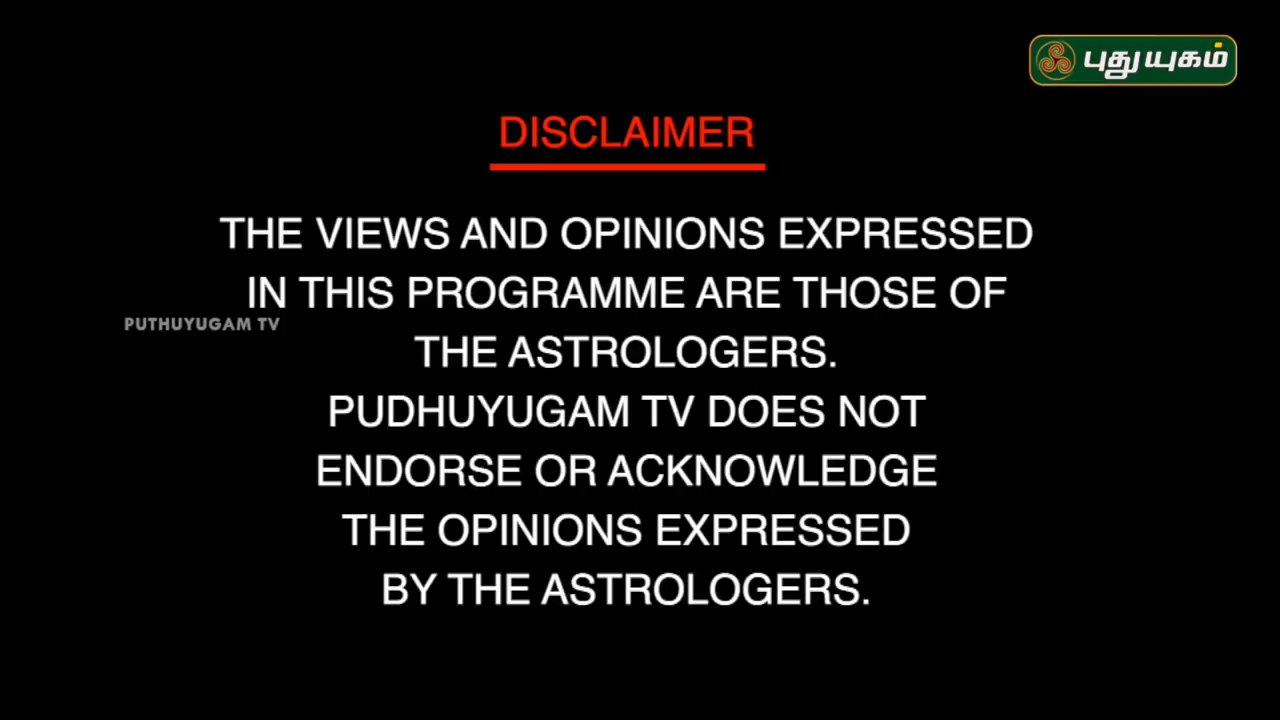 புதுயுகம்
DISCLAIMER
THE VIEWS AND OPINIONS EXPRESSED
IN THIS PROGRAMME ARE THOSE OF
PUTHUYUGAM TV
THE ASTROLOGERS.
PUDHUYUGAM TV DOES NOT
ENDORSE OR ACKNOWLEDGE
THE OPINIONS EXPRESSED
BY THE ASTROLOGERS.